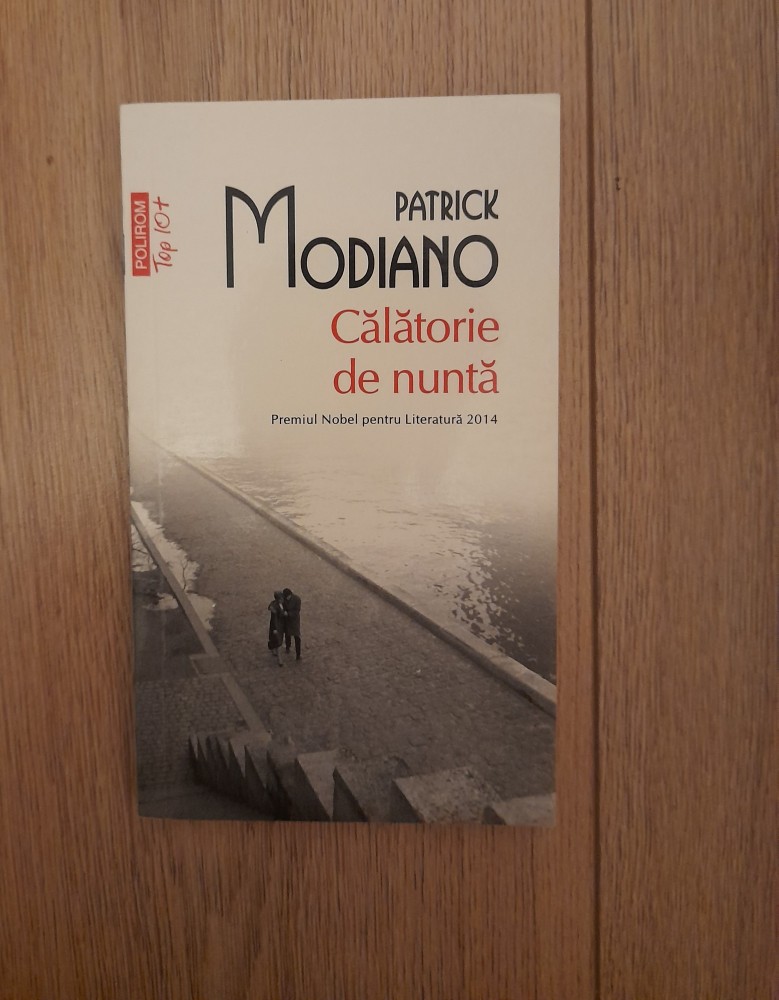 POLIROM
Top 10+
PATRICK
MODIANO
Călătorie
de nuntă
Premiul Nobel pentru Literatură 2014